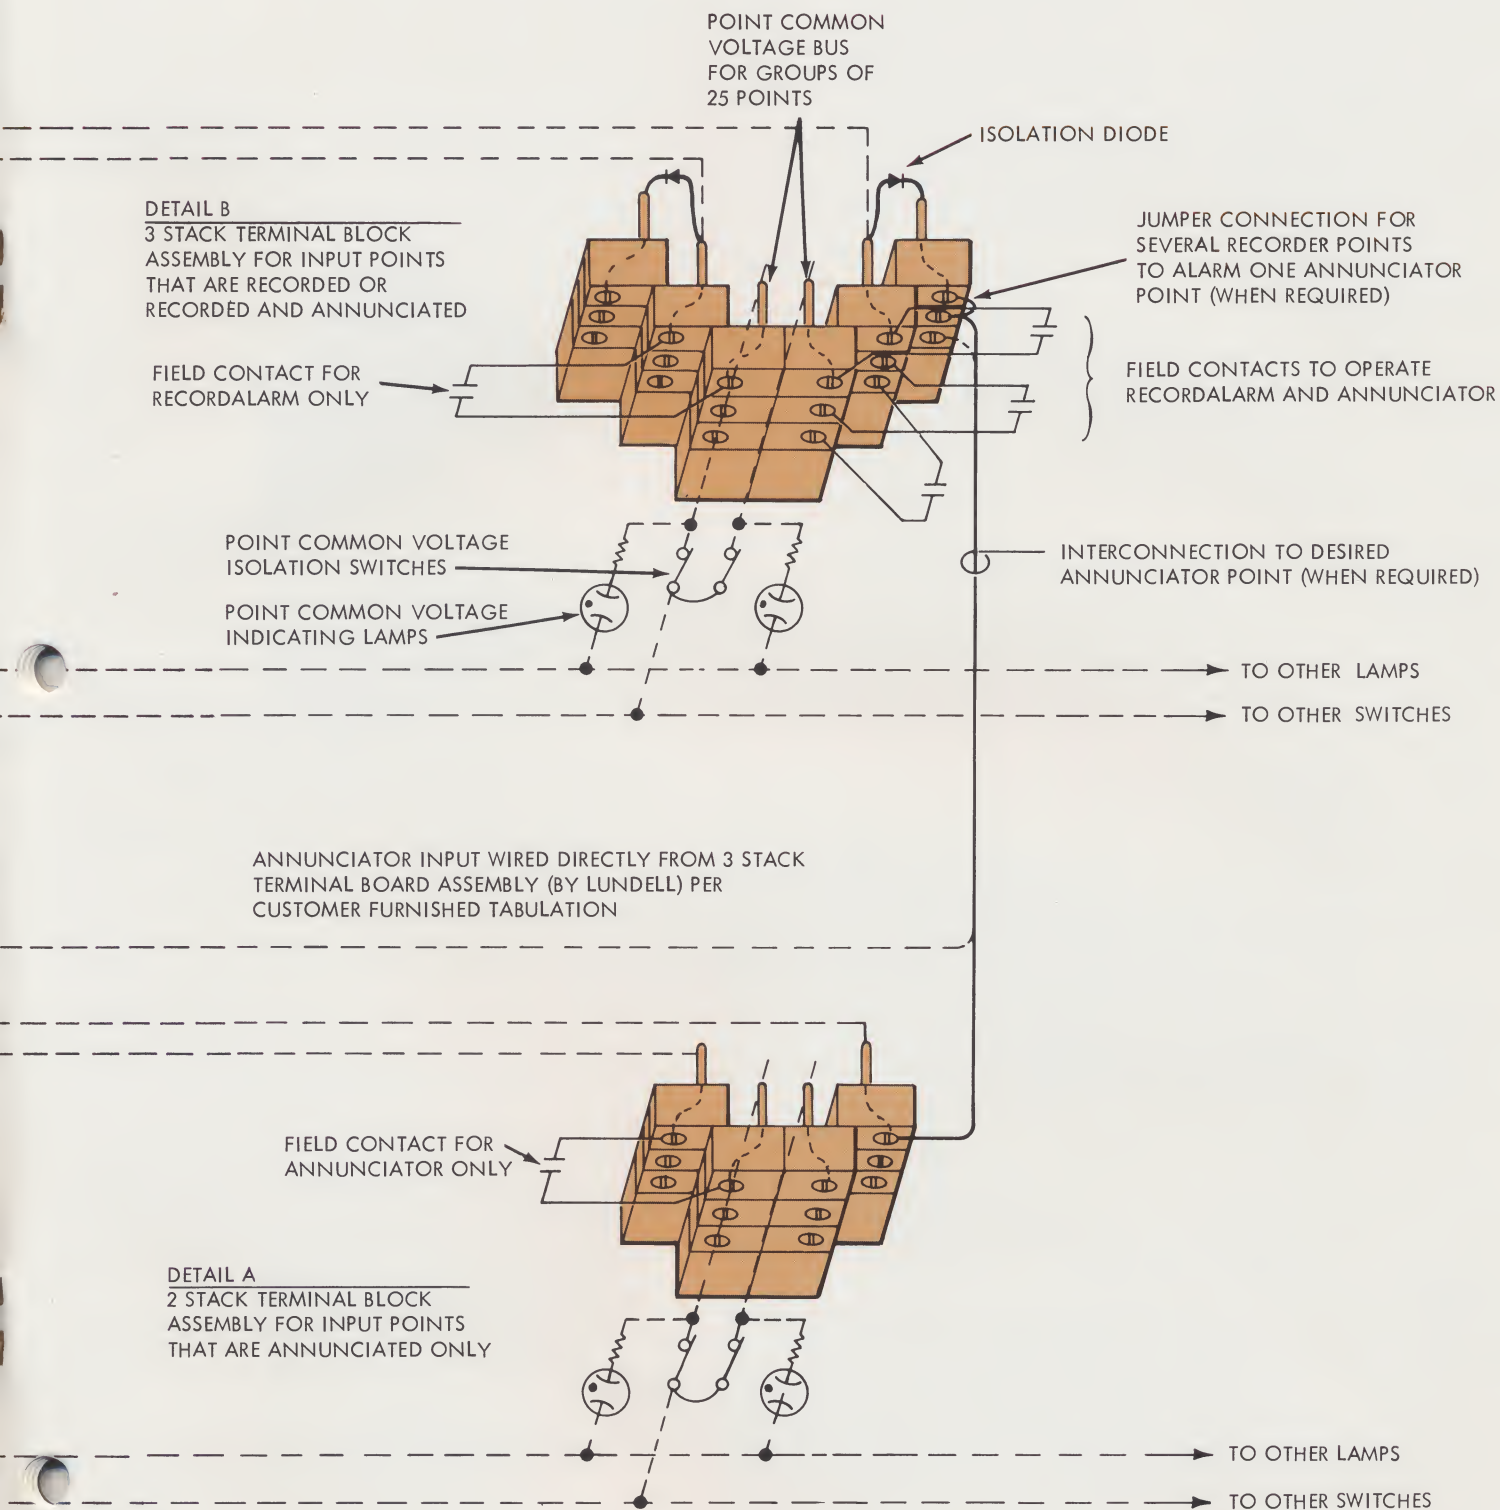 POINT COMMON
VOLTAGE BUS
FOR GROUPS OF
25 POINTS
ISOLATION DIODE
DETAIL B
3 STACK TERMINAL BLOCK
ASSEMBLY FOR INPUT POINTS
THAT ARE RECORDED OR
RECORDED AND ANNUNCIATED
JUMPER CONNECTION FOR
SEVERAL RECORDER POINTS
TO ALARM ONE ANNUNCIATOR
POINT (WHEN REQUIRED)
FIELD CONTACT FOR
RECORDALARM ONLY
FIELD CONTACTS TO OPERATE
RECORDALARM AND ANNUNCIATOR
POINT COMMON VOLTAGE
ISOLATION SWITCHES
INTERCONNECTION TO DESIRED
ANNUNCIATOR POINT (WHEN REQUIRED)
POINT COMMON VOLTAGE
INDICATING LAMPS
TO OTHER LAMPS
TO OTHER SWITCHES
ANNUNCIATOR INPUT WIRED DIRECTLY FROM 3 STACK
TERMINAL BOARD ASSEMBLY (BY LUNDELL) PER
CUSTOMER FURNISHED TABULATION
FIELD CONTACT FOR
ANNUNCIATOR ONLY
DETAIL A
2 STACK TERMINAL BLOCK
ASSEMBLY FOR INPUT POINTS
THAT ARE ANNUNCIATED ONLY
TO OTHER LAMPS
TO OTHER SWITCHES